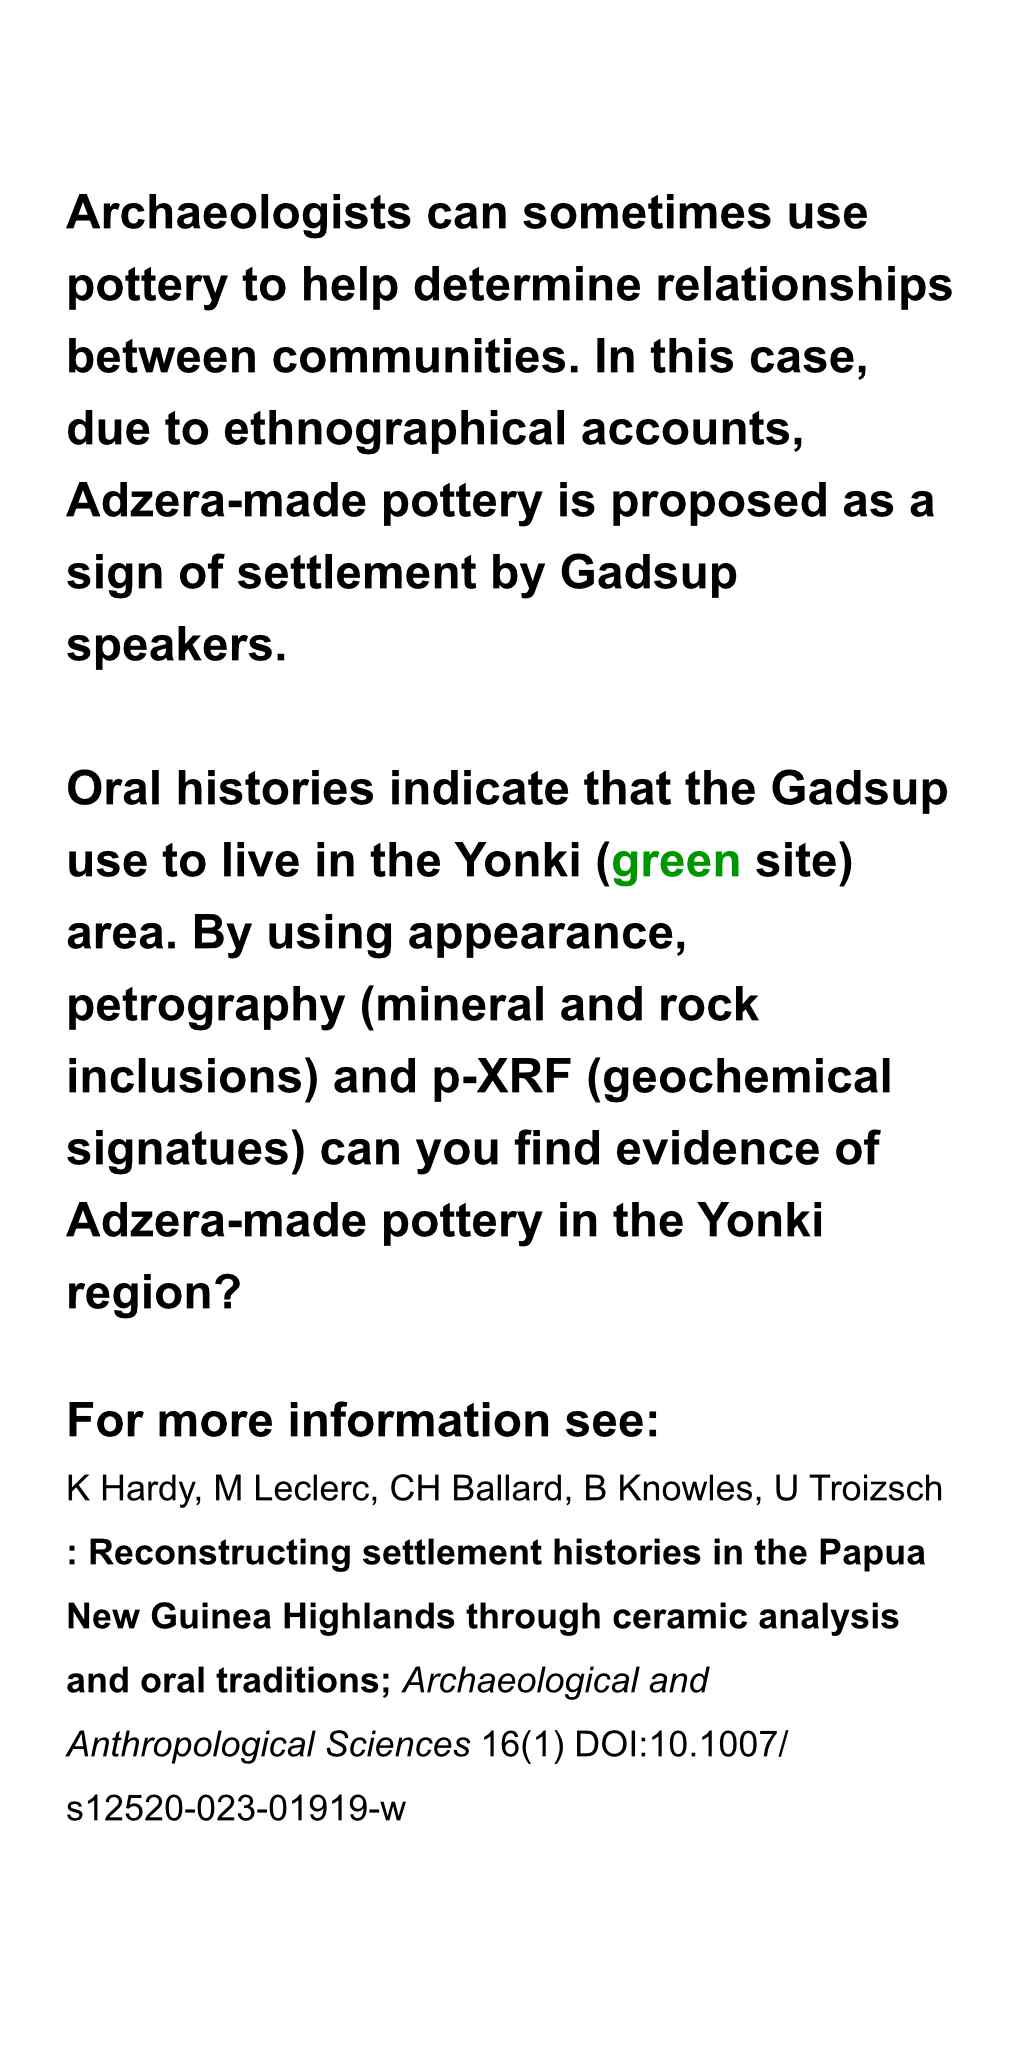 Archaeologists can sometimes use
pottery to help determine relationships
between communities. In this case,
due to ethnographical accounts,
Adzera-made pottery is proposed as a
sign of settlement by Gadsup
speakers.
Oral histories indicate that the Gadsup
use to live in the Yonki (green site)
area. By using appearance,
petrography (mineral and rock
inclusions) and p-XRF (geochemical
signatues) can you find evidence of
Adzera-made pottery in the Yonki
region?
For more information see:
K Hardy, M Leclerc, CH Ballard, B Knowles, U Troizsch
: Reconstructing settlement histories in the Papua
New Guinea Highlands through ceramic analysis
and oral traditions; Archaeological and
Anthropological Sciences 16(1) DOI:10.1007/
s12520-023-01919-w